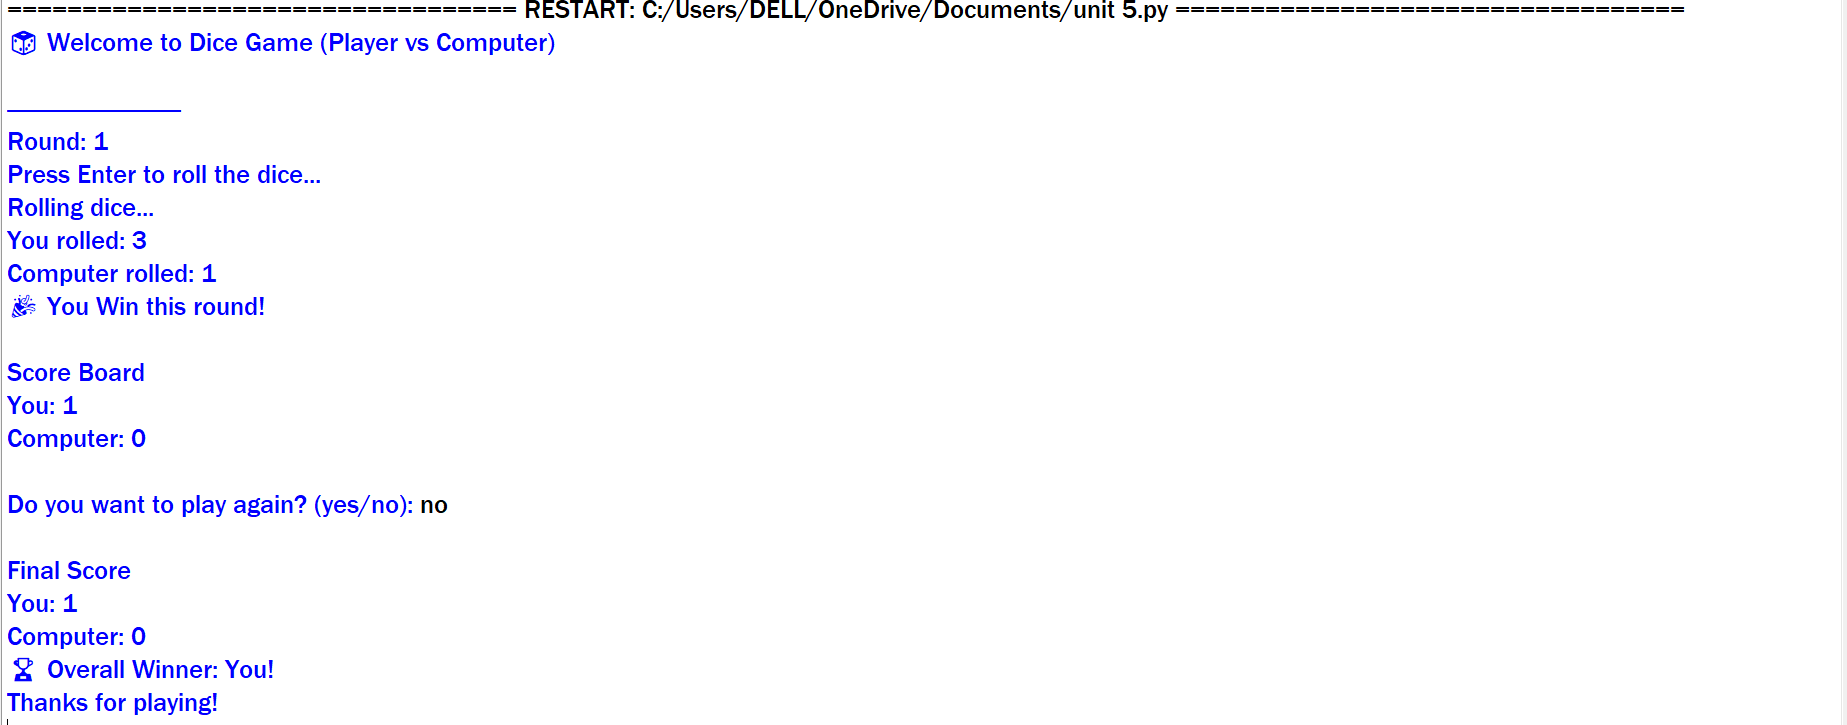 ================================== RESTART: C:/Users/DELL/OneDrive/Documents/unit 5.py ==================================
🎲 Welcome to Dice Game (Player vs Computer)
_______________
Round: 1
Press Enter to roll the dice...
Rolling dice...
You rolled: 3
Computer rolled: 1
🎉 You Win this round!
Score Board
You: 1
Computer: 0
Do you want to play again? (yes/no): no
Final Score
You: 1
Computer: 0
🏆 Overall Winner: You!
Thanks for playing!